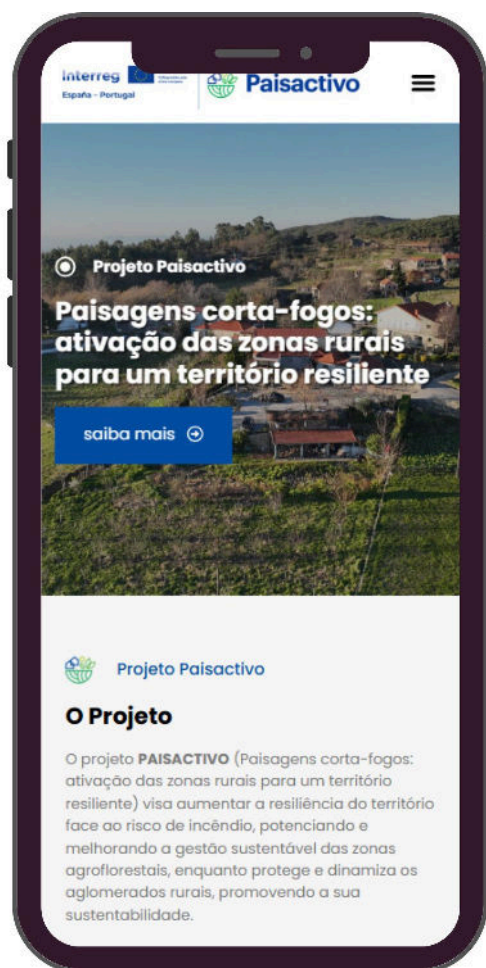 Interreg
España - Portugal
Paisactivo
Projeto Paisactivo
Paisagens corta-fogos:
ativação das zonas rurais
para um território resiliente
saiba mais
Projeto Paisactivo
O Projeto
O projeto PAISACTIVO (Paisagens corta-fogos:
ativação das zonas rurais para um território
resiliente) visa aumentar a resiliência do território
face ao risco de incêndio, potenciando e
melhorando a gestão sustentável das zonas
agroflorestais, enquanto protege e dinamiza os
aglomerados rurais, promovendo a sua
sustentabilidade.